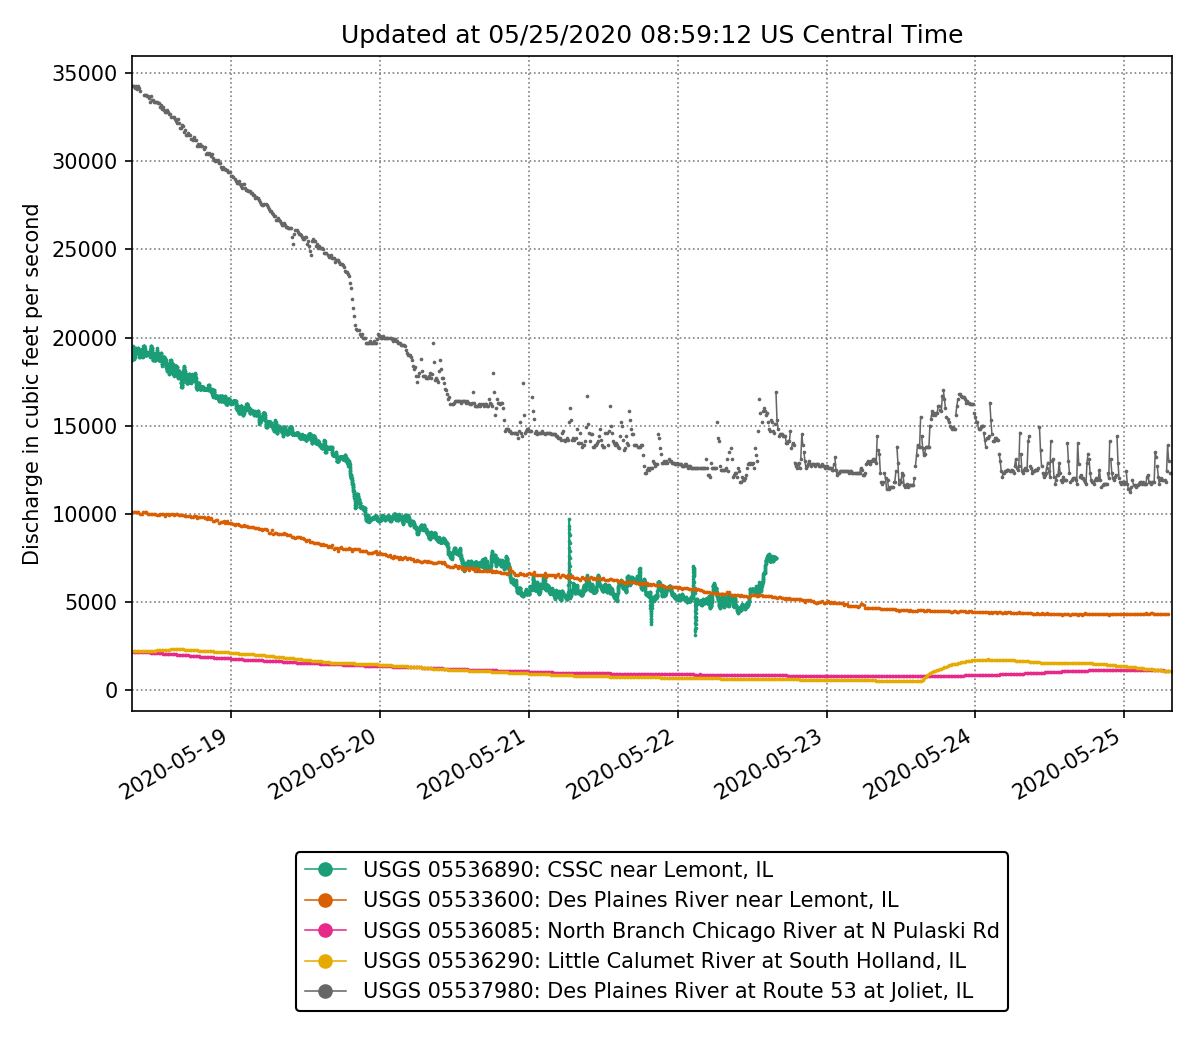 Updated at 05/25/2020 08:59:12 US Central Time
Discharge in cubic feet per second
35000
30000
25000
20000
15000
10000
5000
0
2020-05-19
2020-05-20
2020-05-21
2020-05-22
2020-05-23
2020-05-24
2020-05-25
USGS 05536890: CSSC near Lemont, IL
USGS 05533600: Des Plaines River near Lemont, IL
USGS 05536085: North Branch Chicago River at N Pulaski Rd
USGS 05536290: Little Calumet River at South Holland, IL
USGS 05537980: Des Plaines River at Route 53 at Joliet, IL